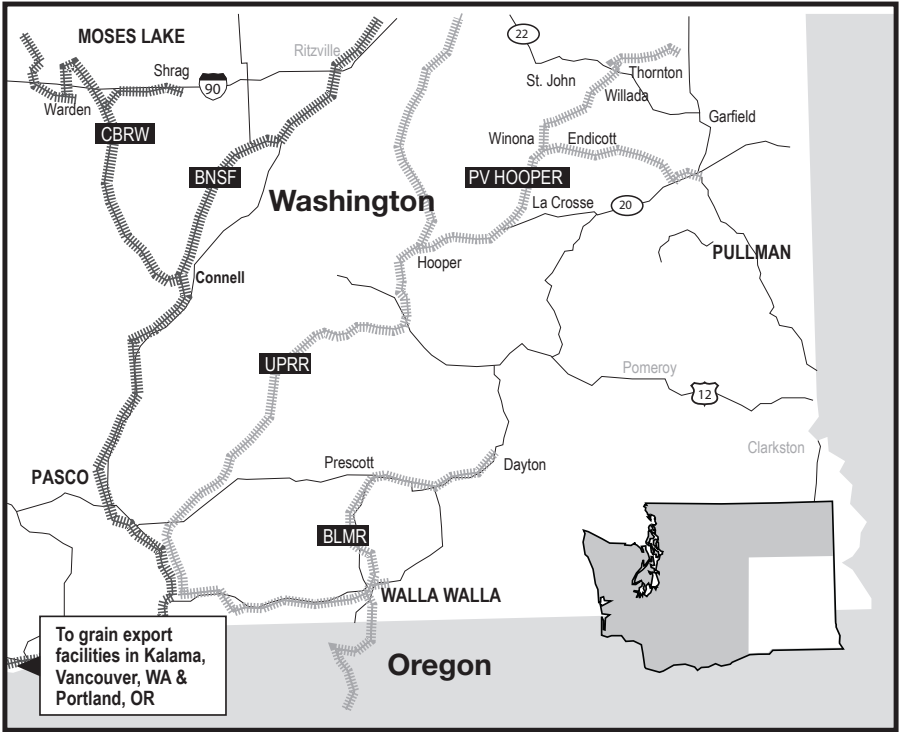 MOSES LAKE
Ritzville
22
Shrag
90
St. John
Thornton
Willada
Warden
Garfield
CBRW
Winona
Endicott
BNSF
PV HOOPER
Washington
La Crosse
20
PULLMAN
Hooper
Connell
UPRR
Pomeroy
12
Clarkston
Prescott
Dayton
PASCO
BLMR
WALLA WALLA
To grain export
facilities in Kalama,
Vancouver, WA &
Portland, OR
Oregon